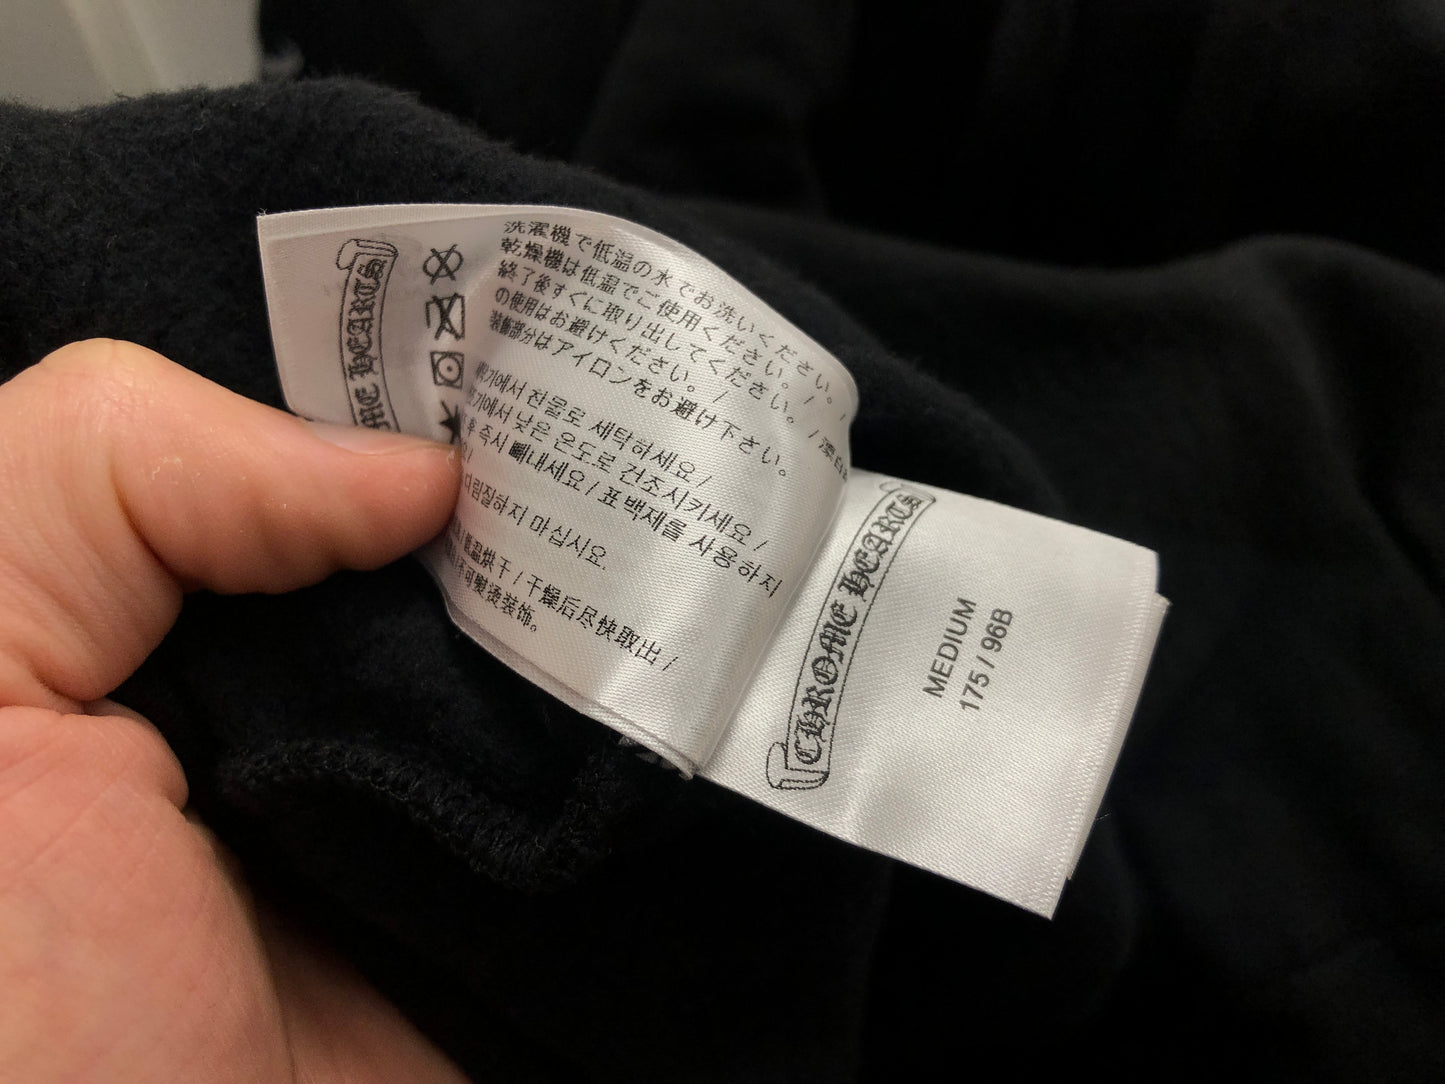 HROME HEARTS
洗濯機で低温の水でお洗いください。/
乾燥機は低温でご使用ください。/
終了後すぐに取り出してください。/ 漂白
の使用はお避けください。/
装飾部分はアイロンをお避け下さい。
에서 찬물로 세탁하세요 /
에서 낮은 온도로 건조시키세요 /
후 즉시 빼내세요 / 표백제를 사용하지
다림질하지 마십시오.
低温烘干 / 干燥后尽快取出 /
不可熨烫装饰。
CHROME HEARTS
MEDIUM
175 / 96B